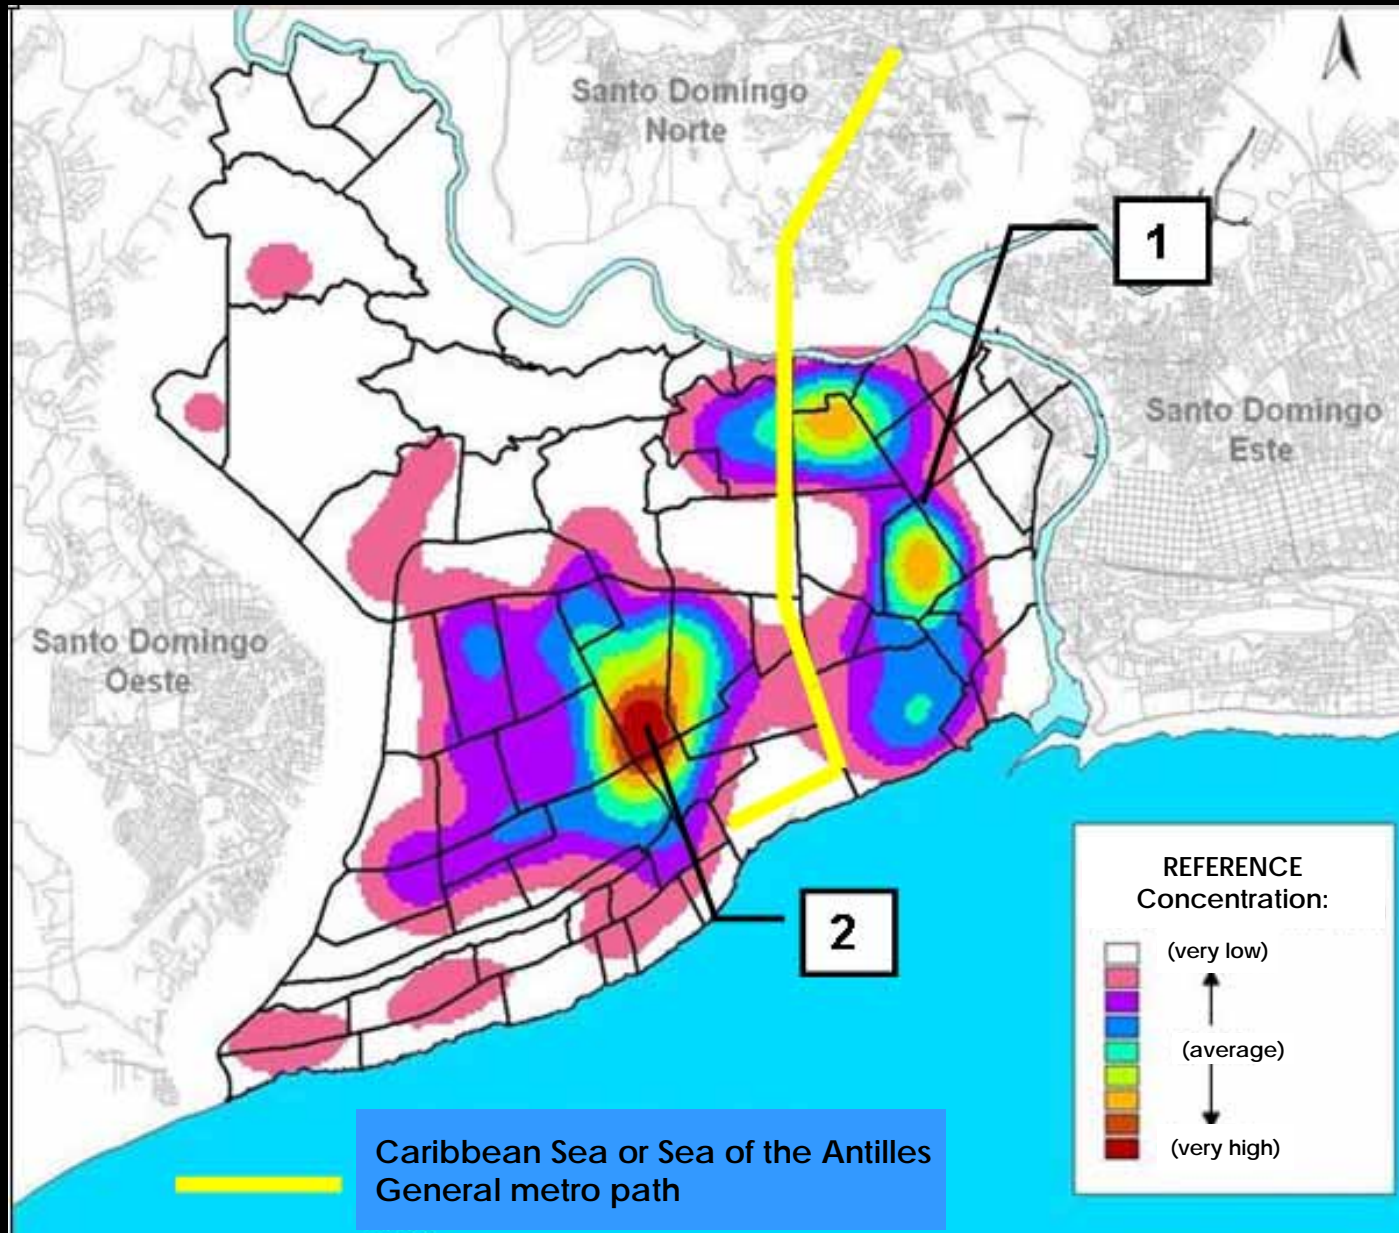 Santo Domingo
Norte
1
Santo Domingo
Este
Santo Domingo
Oeste
2
REFERENCE
Concentration:
(very low)
(average)
(very high)
Caribbean Sea or Sea of the Antilles
General metro path